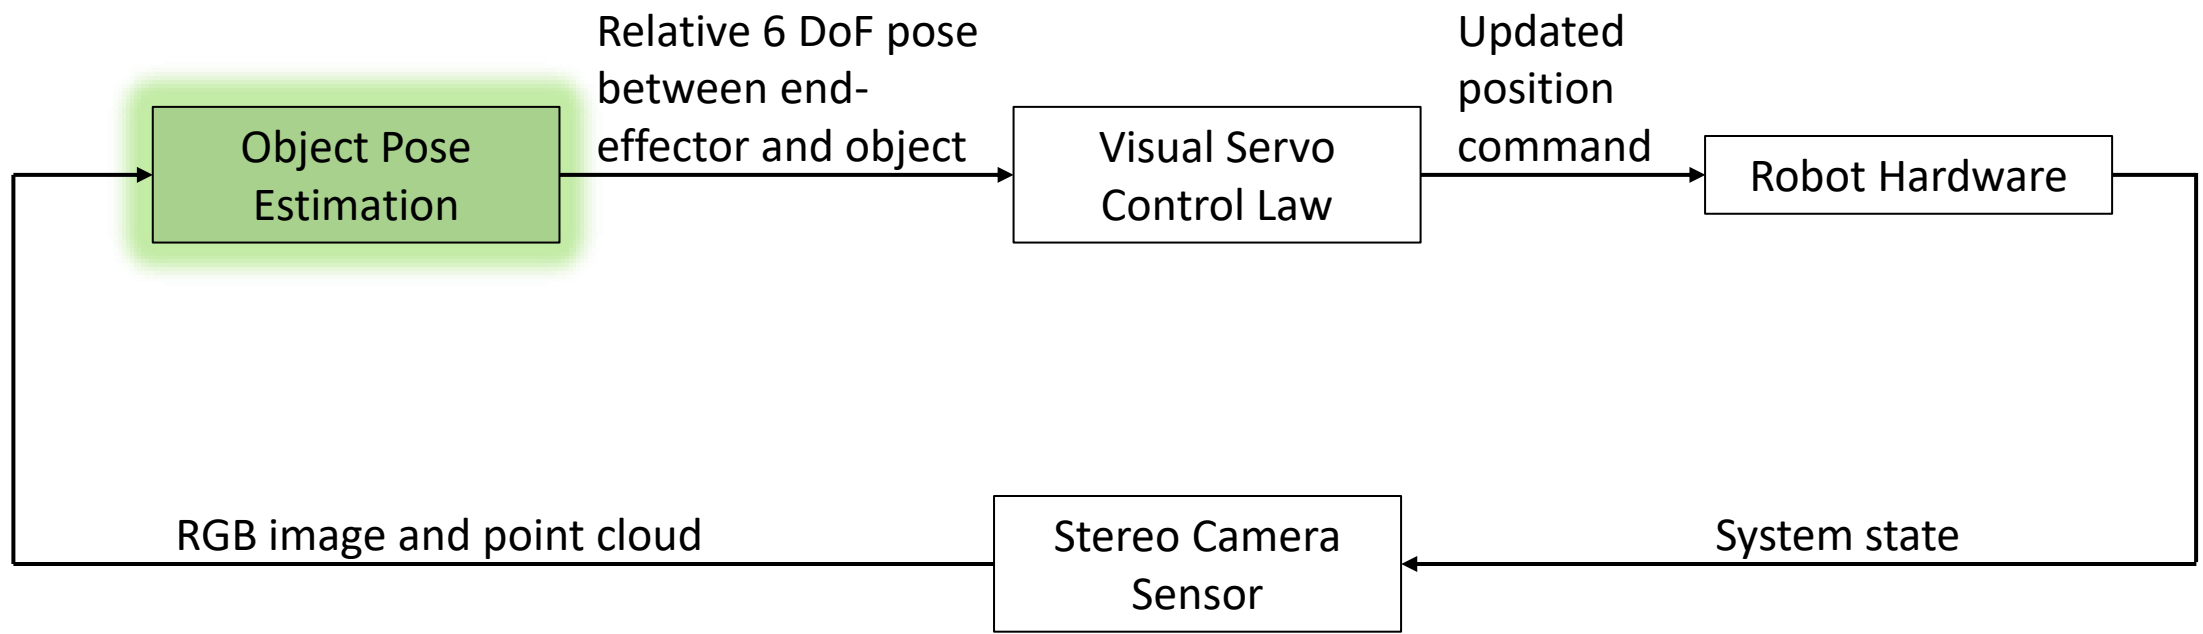 Relative 6 DoF pose
between end-
effector and object
Updated
position
command
Object Pose
Estimation
Visual Servo
Control Law
Robot Hardware
RGB image and point cloud
Stereo Camera
Sensor
System state